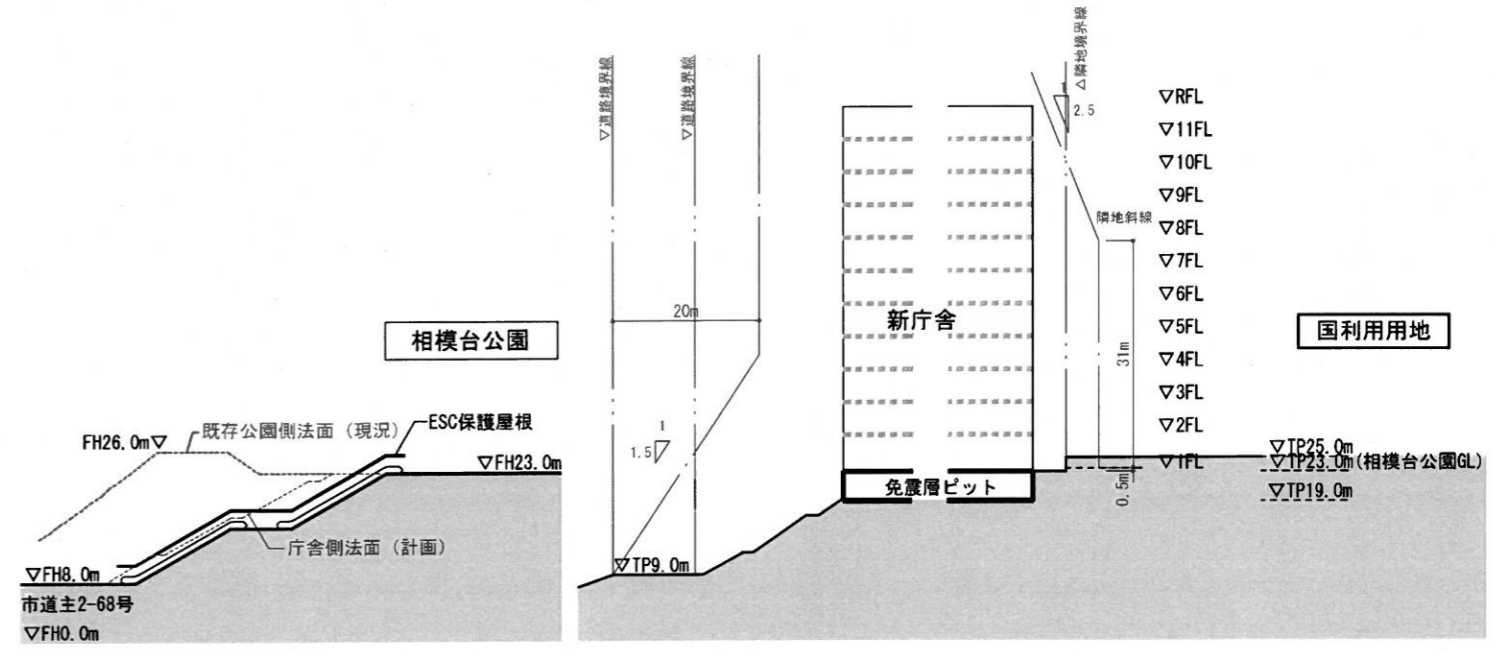 相模台公園
FH26.0m▽
既存公園側法面（現況）
ESC保護屋根
▽FH23.0m
庁舎側法面（計画）
▽FH8.0m
市道主2-68号
▽FH0.0m
▽道路境界線
▽道路境界線
20m
1
1.5
▽TP9.0m
新庁舎
免震層ピット
△隣地境界線
1
2.5
隣地斜線
31m
0.5m
▽RFL
▽11FL
▽10FL
▽9FL
▽8FL
▽7FL
▽6FL
▽5FL
▽4FL
▽3FL
▽2FL
▽1FL
国利用用地
▽TP25.0m
▽TP23.0m(相模台公園GL)
▽TP19.0m